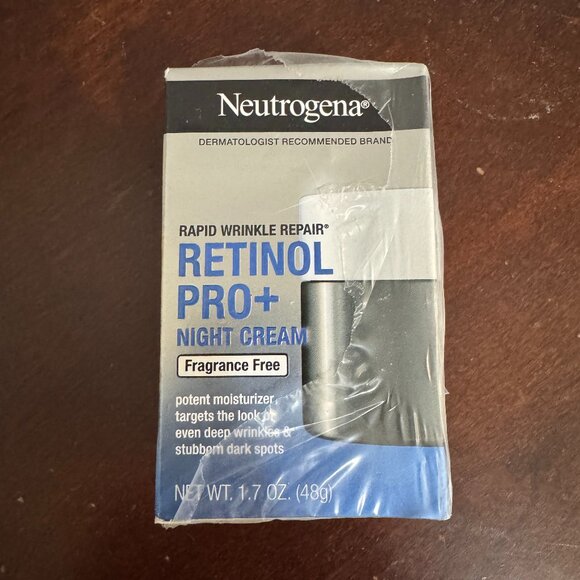 Neutrogena®
DERMATOLOGIST RECOMMENDED BRAND
RAPID WRINKLE REPAIR®
RETINOL
PRO+
NIGHT CREAM
Fragrance Free
potent moisturizer,
targets the look of
even deep wrinkles &
stubborn dark spots
NET WT. 1.7 OZ. (48g)